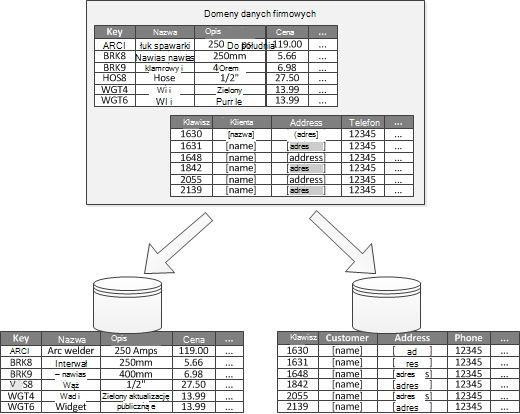 Domeny danych firmowych
Key Nazwa Opis Cena ...
ARCI łuk spawarki 250 Do południa 119.00 ...
BRK8 Nawias nawias 250mm 5.66 ...
BRK9 klamrowy i 4Orem 6.98 ...
HOS8 Hose 1/2" 27.50 ...
WGT4 Wi i Zielony 13.99 ...
WGT6 WI i Purr le 13.99 ...
Klawisz Klienta Address Telefon ...
1630 [nazwa] (adres] 12345 ...
1631 [name] [adres ] 12345 ...
1648 [name] address] 12345 ...
1842 [name] [adres ] 12345 ...
2055 [name] address] 12345 ...
2139 [name] [adres ] 12345 ...
Key Nazwa Opis Cena ...
ARCI Arc welder 250 Amps 119.00 ...
BRK8 Interwał 250mm 5.66 ...
BRK9 – nawias 400mm 6.98 ...
S8 Wąż 1/2" 27.50 ...
WGT4 Wad i Zielony aktualizację 13.99 ...
WGT6 Widget publiczną e 13.99 ...
Klawisz Customer Address Phone ...
1630 [name] [ ad ] 12345 ...
1631 [name] [ res ] 12345 ...
1648 [name] [adres s] 12345 ...
1842 [name] [adres ] 12345 ...
2055 [name] [adres s] 12345 ...
2139 [name] [adres ] 12345 ...